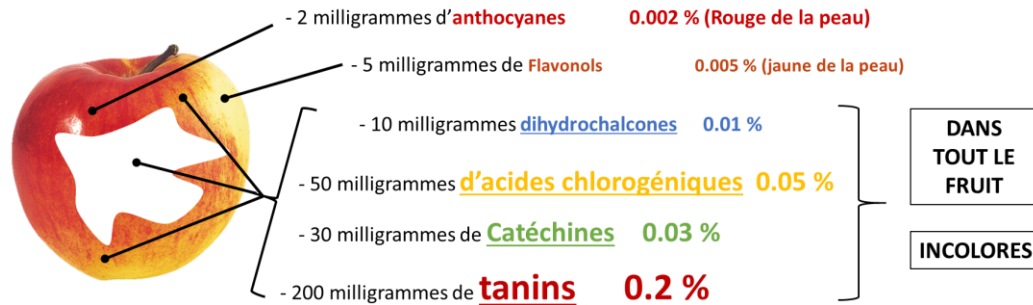 - 2 milligrammes d'anthocyanes 0.002 % (Rouge de la peau)
- 5 milligrammes de Flavonols 0.005 % (jaune de la peau)
- 10 milligrammes dihydrochalcones 0.01 %
- 50 milligrammes d'acides chlorogéniques 0.05 %
- 30 milligrammes de Catéchines 0.03 %
- 200 milligrammes de tanins 0.2 %
DANS
TOUT LE
FRUIT
INCOLORES